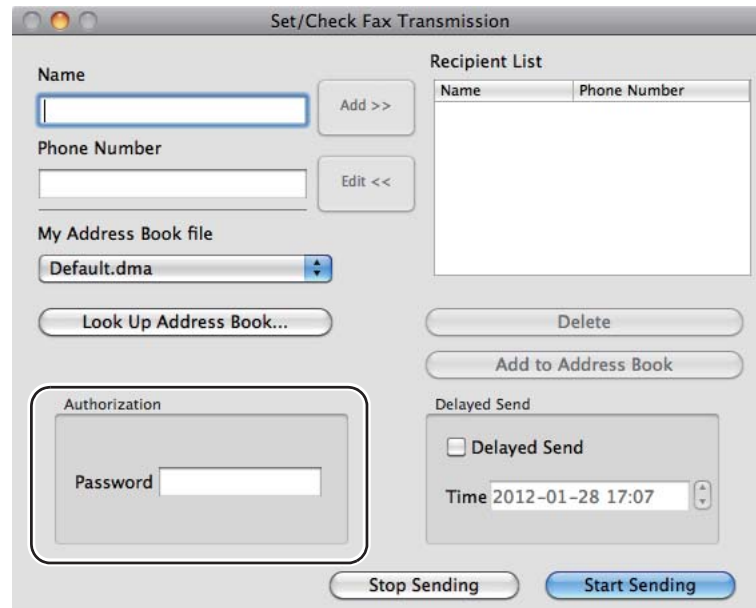 Set/Check Fax Transmission
Name
Add >>
Phone Number
Edit <<
My Address Book file
Default.dma
Look Up Address Book...
Recipient List
Name Phone Number
Delete
Add to Address Book
Authorization
Password
Delayed Send
Delayed Send
Time 2012-01-28 17:07
Stop Sending Start Sending